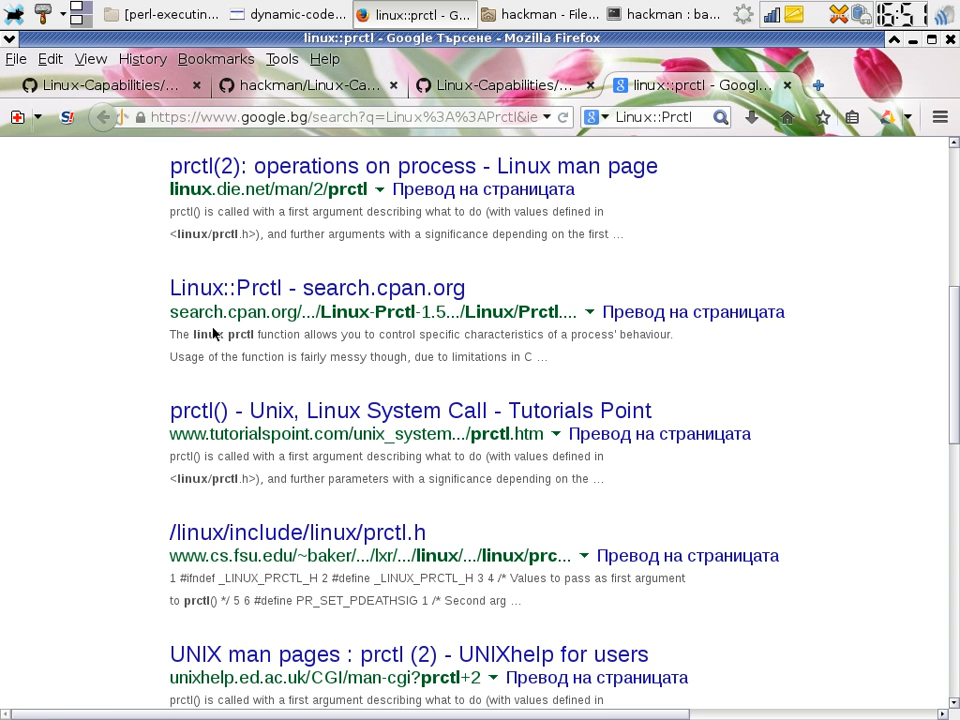 [perl-executin... dynamic-code... linux::prctl - G... hackman - File... hackman : ba... 16:51
linux::prctl - Google Търсене - Mozilla Firefox
File Edit View History Bookmarks Tools Help
Linux-Capabilities/... hackman/Linux-Ca... Linux-Capabilities/... linux::prctl - Googl...
https://www.google.bg/search?q=Linux%3A%3APrctl&ie Linux::Prctl
prctl(2): operations on process - Linux man page
linux.die.net/man/2/prctl Превод на страницата
prctl() is called with a first argument describing what to do (with values defined in
<linux/prctl.h>), and further arguments with a significance depending on the first ...
Linux::Prctl - search.cpan.org
search.cpan.org/.../Linux-Prctl-1.5.../Linux/Prctl.... Превод на страницата
The linux prctl function allows you to control specific characteristics of a process' behaviour.
Usage of the function is fairly messy though, due to limitations in C ...
prctl() - Unix, Linux System Call - Tutorials Point
www.tutorialspoint.com/unix_system.../prctl.htm Превод на страницата
prctl() is called with a first argument describing what to do (with values defined in
<linux/prctl.h>), and further parameters with a significance depending on the ...
/linux/include/linux/prctl.h
www.cs.fsu.edu/~baker/.../lxr/.../linux/.../linux/prc... Превод на страницата
1 #ifndef _LINUX_PRCTL_H 2 #define _LINUX_PRCTL_H 3 4 /* Values to pass as first argument
to prctl() */ 5 6 #define PR_SET_PDEATHSIG 1 /* Second arg ...
UNIX man pages : prctl (2) - UNIXhelp for users
unixhelp.ed.ac.uk/CGI/man-cgi?prctl+2 Превод на страницата
prctl() is called with a first argument describing what to do (with values defined in